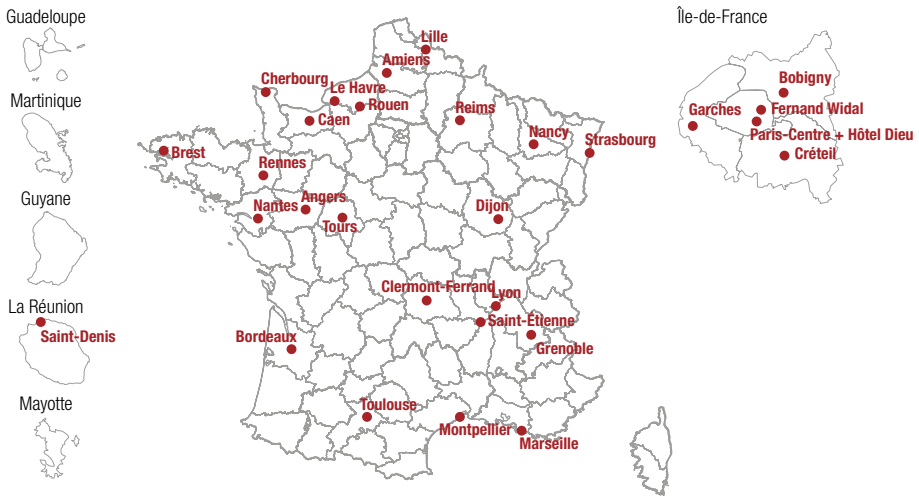 Guadeloupe
Île-de-France
Lille
Amiens
Cherbourg
Le Havre
Rouen
Caen
Reims
Bobigny
Martinique
Garches
Fernand Widal
Paris-Centre + Hôtel Dieu
Créteil
Nancy
Strasbourg
Brest
Rennes
Guyane
Nantes
Angers
Tours
Dijon
Clermont-Ferrand
Lyon
La Réunion
Saint-Denis
Saint-Étienne
Bordeaux
Grenoble
Mayotte
Toulouse
Montpellier
Marseille